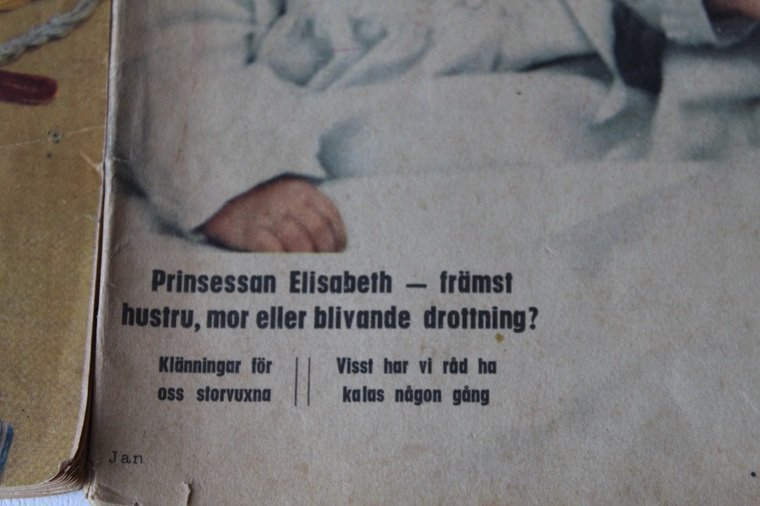 Prinsessan Elisabeth — främst
hustru, mor eller blivande drottning?
Klänningar för
oss storvuxna
Visst har vi råd ha
kalas någon gång
Jan